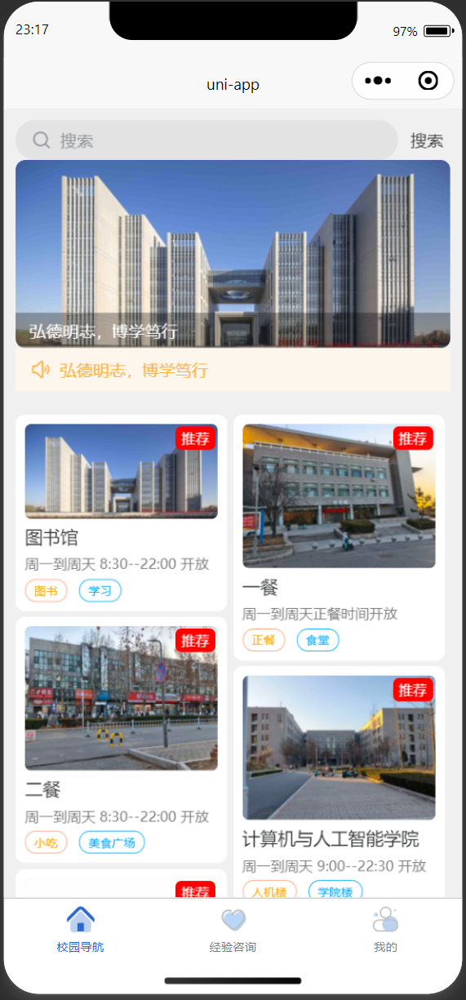 23:17
97%
uni-app
搜索
搜索
弘德明志，博学笃行
弘德明志，博学笃行
推荐
图书馆
周一到周天 8:30--22:00 开放
图书
学习
推荐
一餐
周一到周天正餐时间开放
正餐
食堂
推荐
二餐
周一到周天 8:30--22:00 开放
小吃
美食广场
推荐
计算机与人工智能学院
周一到周天 9:00--22:30 开放
人机楼
学院楼
推荐
校园导航
经验咨询
我的